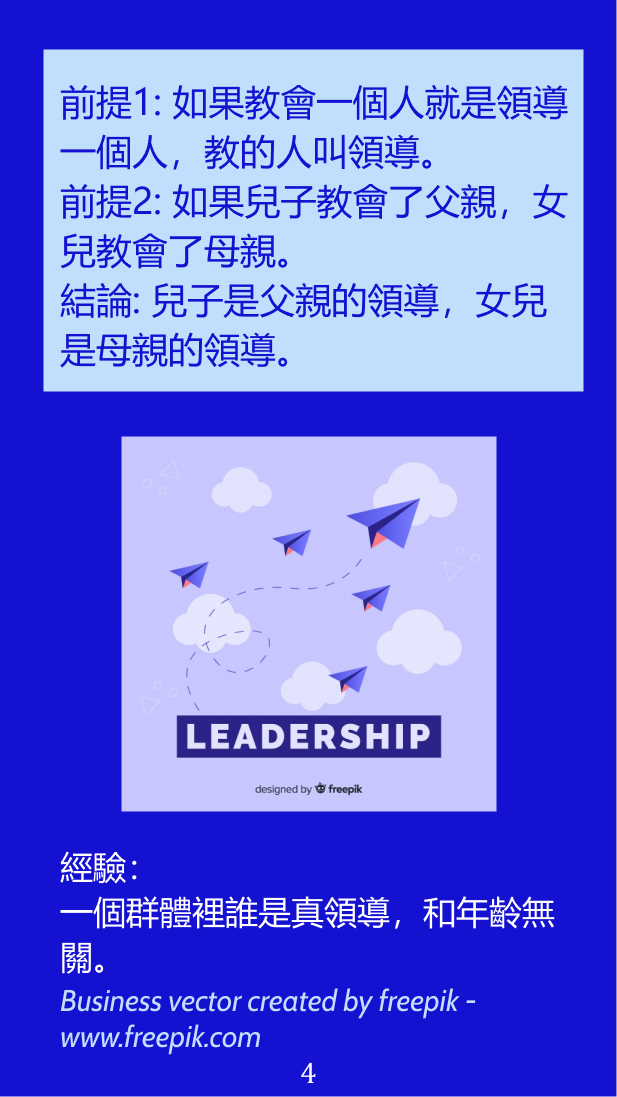 前提1: 如果教會一個人就是領導
一個人，教的人叫領導。
前提2: 如果兒子教會了父親，女
兒教會了母親。
結論: 兒子是父親的領導，女兒
是母親的領導。
LEADERSHIP
designed by freepik
經驗：
一個群體裡誰是真領導，和年齡無
關。
Business vector created by freepik -
www.freepik.com
4